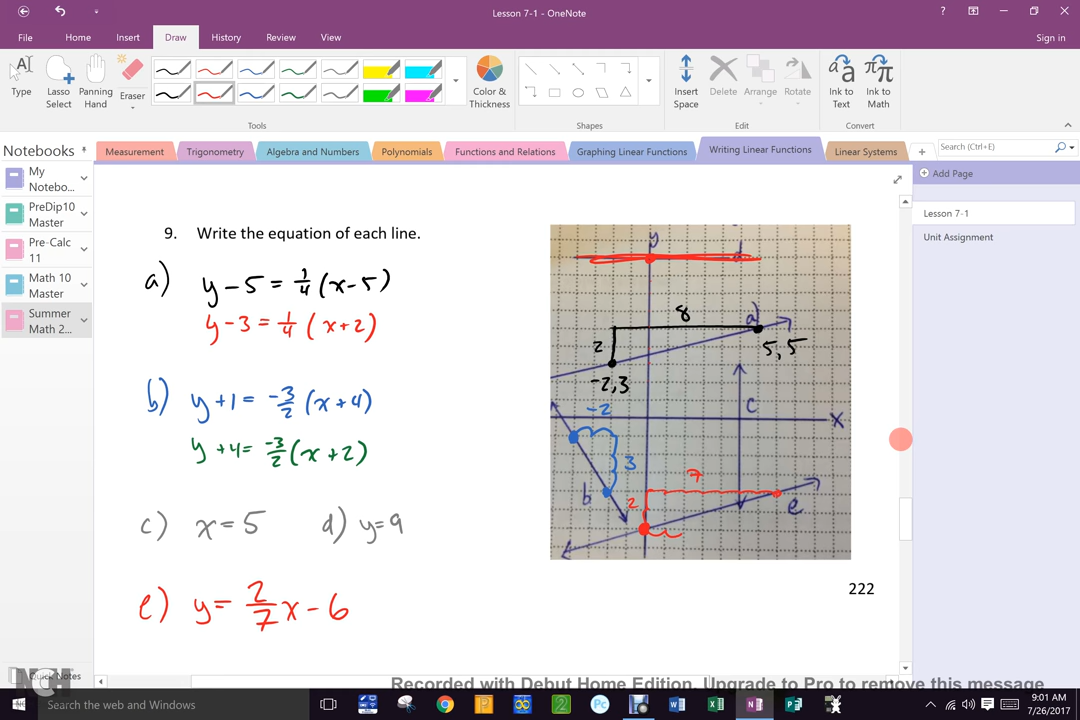 Lesson 7-1 - OneNote
?
File Home Insert Draw History Review View
Sign in
Type
Lasso Select
Panning Hand
Eraser
Color & Thickness
Insert Space
Delete
Arrange
Rotate
Ink to Text
Ink to Math
Tools
Shapes
Edit
Convert
Notebooks
Measurement Trigonometry Algebra and Numbers Polynomials Functions and Relations Graphing Linear Functions Writing Linear Functions Linear Systems +
Search (Ctrl+E)
My Notebo...
PreDip10 Master
Pre-Calc 11
Math 10 Master
Summer Math 2...
Quick Notes
Add Page
Lesson 7-1
Unit Assignment
9. Write the equation of each line.
a) y - 5 = 1/4 (x - 5)
y - 3 = 1/4 (x + 2)
b) y + 1 = -3/2 (x + 4)
y + 4 = -3/2 (x + 2)
c) x = 5 d) y = 9
e) y = 2/7 x - 6
y
d
8
a)
2
5, 5
-2, 3
c
x
-2
3
b
7
2
e
222
NCH
Recorded with Debut Home Edition. Upgrade to Pro to remove this message
Search the web and Windows
9:01 AM
7/26/2017